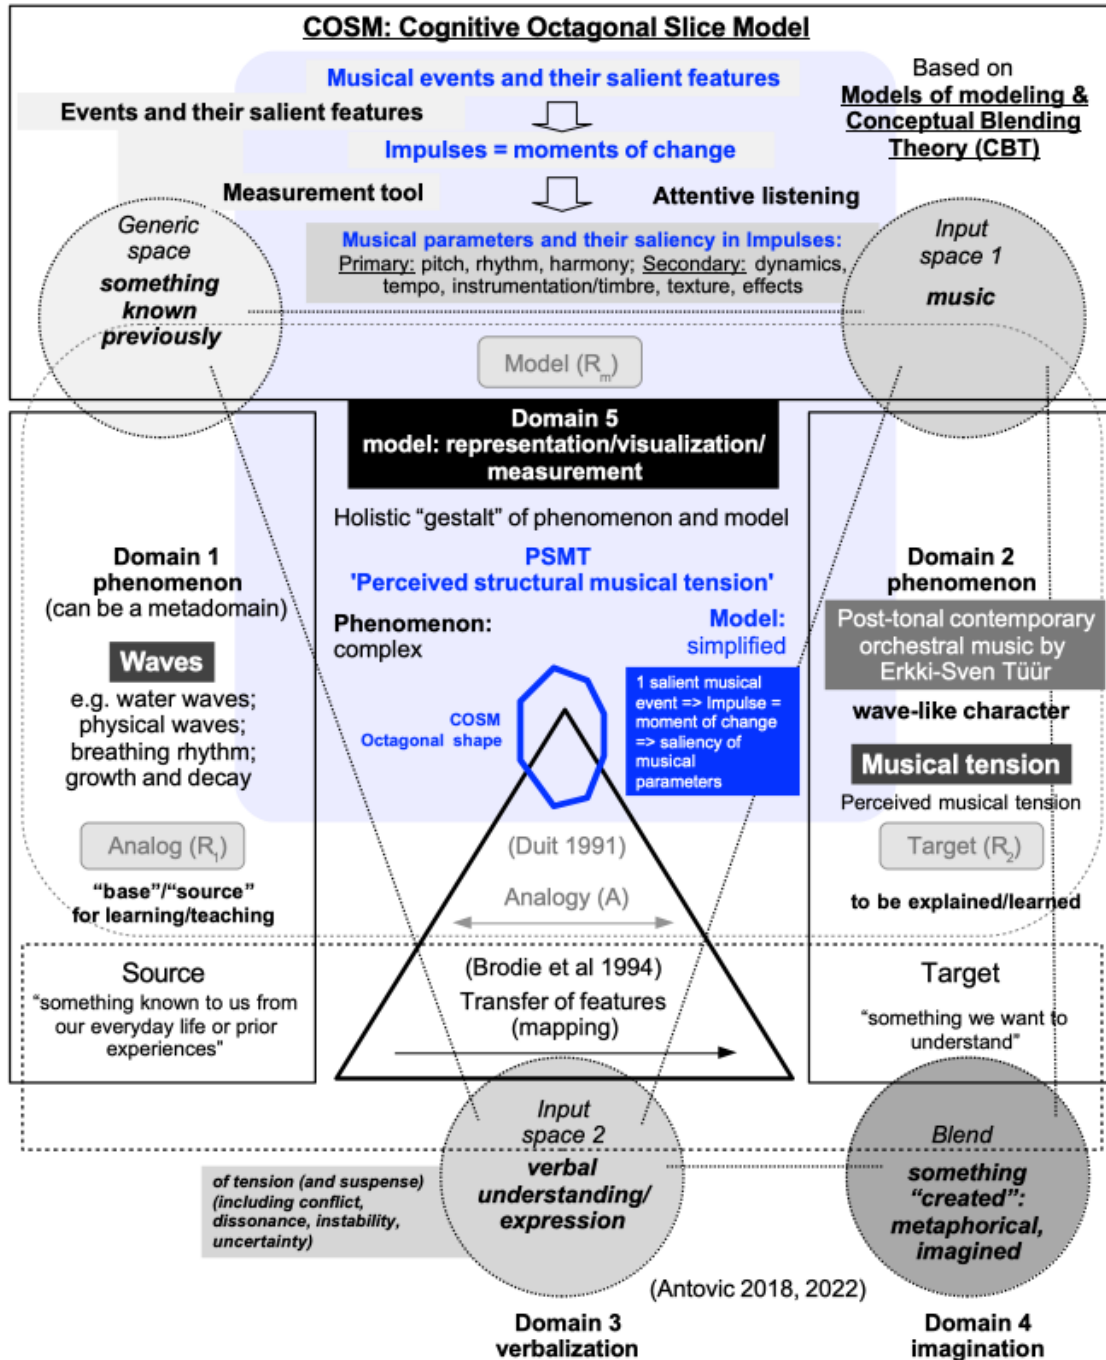 COSM: Cognitive Octagonal Slice Model
Musical events and their salient features
Based on
Models of modeling &
Conceptual Blending
Theory (CBT)
Events and their salient features
Impulses = moments of change
Measurement tool
Attentive listening
Generic
space
something
known
previously
Musical parameters and their saliency in Impulses:
Primary: pitch, rhythm, harmony; Secondary: dynamics,
tempo, instrumentation/timbre, texture, effects
Input
space 1
music
Model (Rm)
Domain 5
model: representation/visualization/
measurement
Holistic “gestalt” of phenomenon and model
PSMT
'Perceived structural musical tension'
Phenomenon:
complex
Model:
simplified
COSM
Octagonal shape
1 salient musical
event => Impulse =
moment of change
=> saliency of
musical
parameters
Domain 1
phenomenon
(can be a metadomain)
Waves
e.g. water waves;
physical waves;
breathing rhythm;
growth and decay
Analog (R1)
“base”/“source”
for learning/teaching
Domain 2
phenomenon
Post-tonal contemporary
orchestral music by
Erkki-Sven Tüür
wave-like character
Musical tension
Perceived musical tension
Target (R2)
to be explained/learned
(Duit 1991)
Analogy (A)
Source
“something known to us from
our everyday life or prior
experiences”
(Brodie et al 1994)
Transfer of features
(mapping)
Target
“something we want to
understand”
Input
space 2
verbal
understanding/
expression
of tension (and suspense)
(including conflict,
dissonance, instability,
uncertainty)
Blend
something
“created”:
metaphorical,
imagined
(Antovic 2018, 2022)
Domain 3
verbalization
Domain 4
imagination